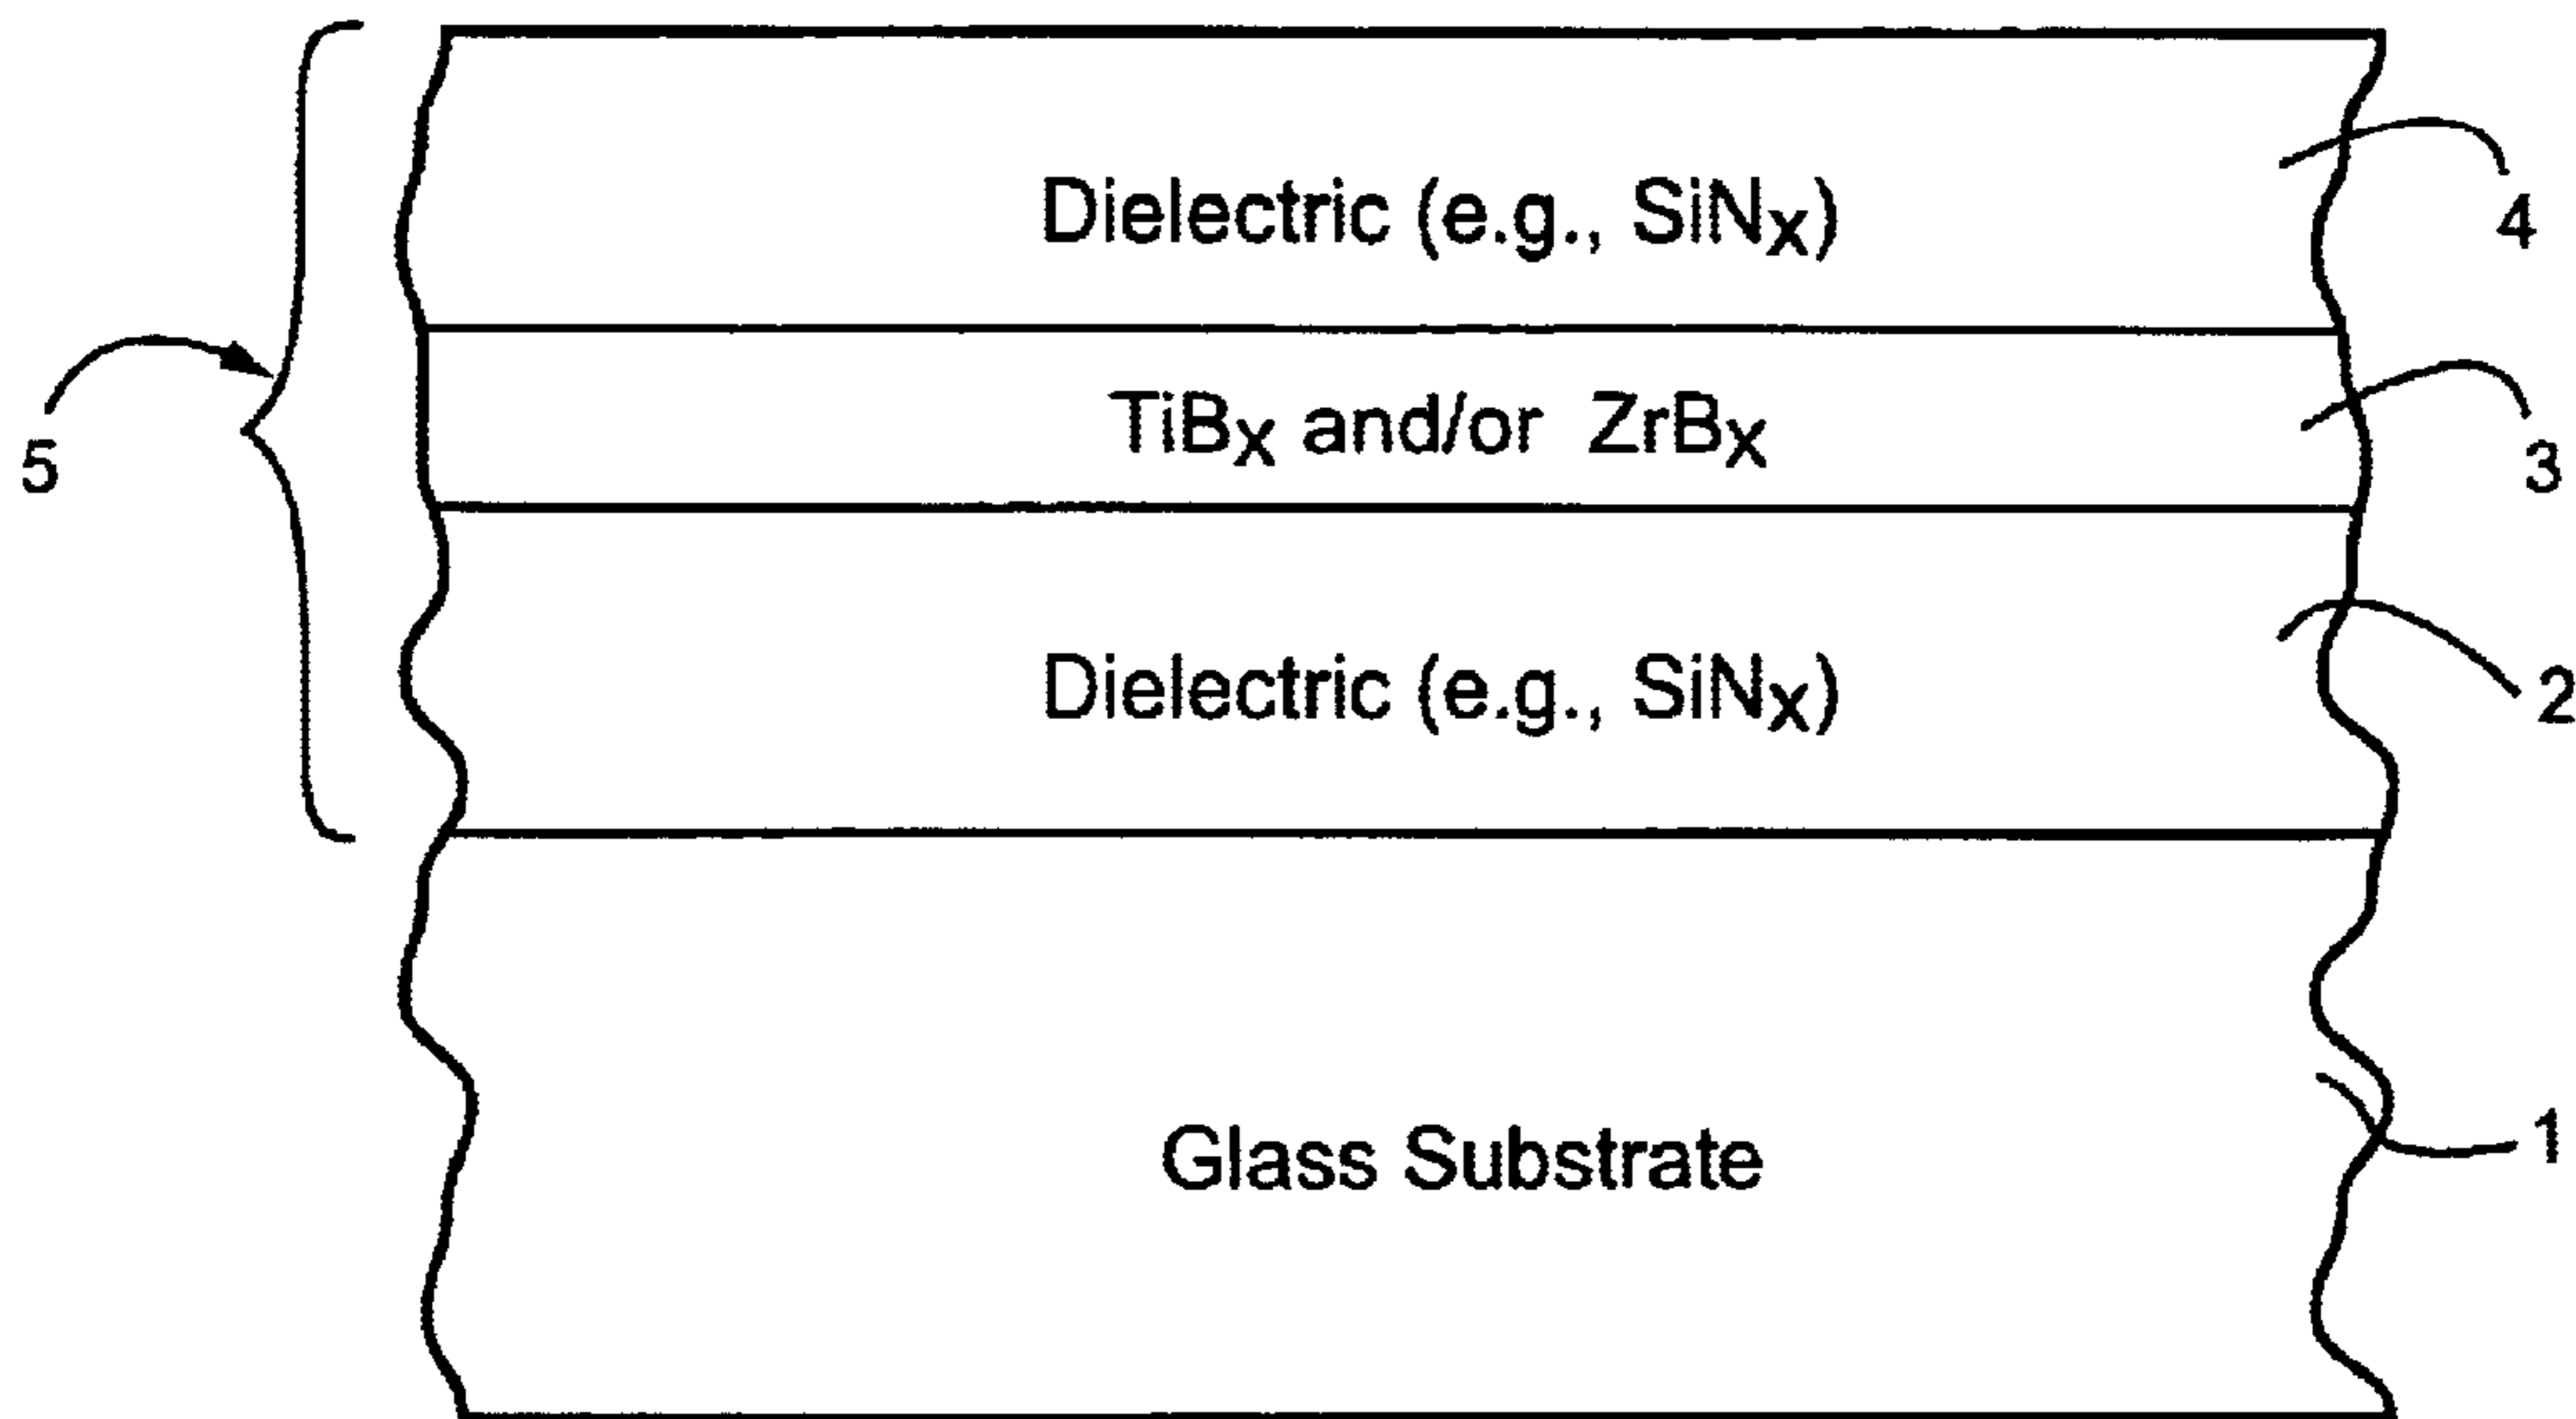 Dielectric (e.g., SiNx)
4
TiBx and/or ZrBx
3
5
Dielectric (e.g., SiNx)
2
Glass Substrate
1